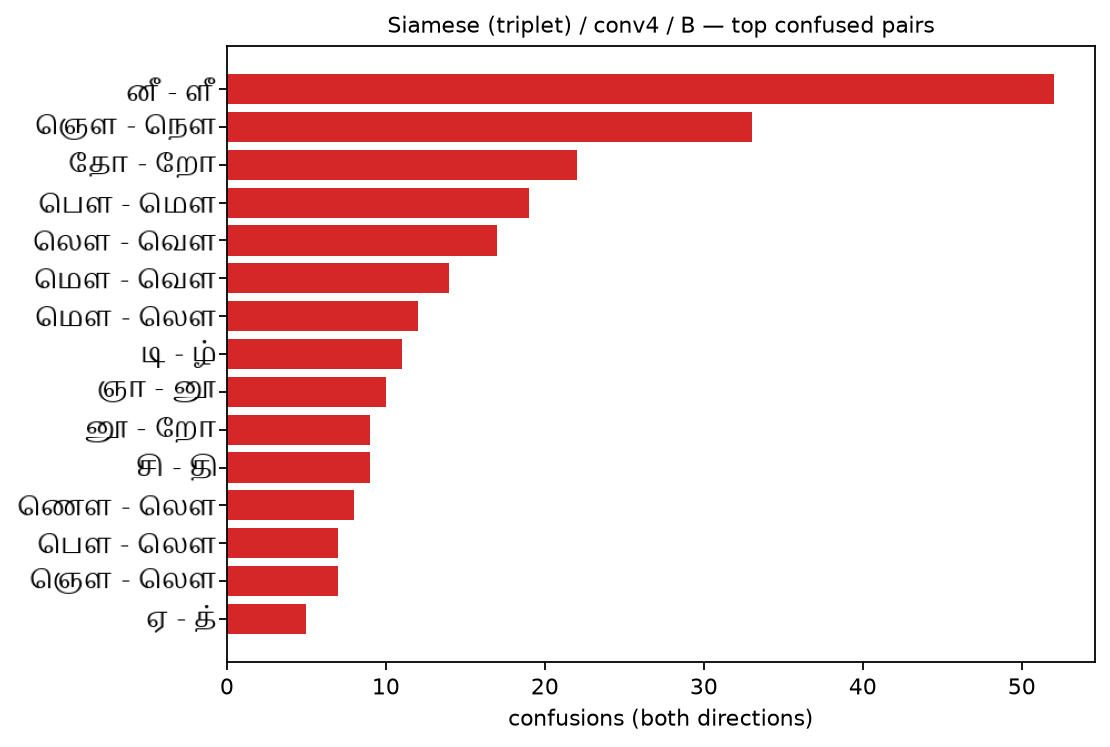 Siamese (triplet) / conv4 / B — top confused pairs
னீ - ளீ
ஞௌ - நௌ
தோ - றோ
பௌ - மௌ
லௌ - வௌ
மௌ - வௌ
மௌ - லௌ
டி - ழ்
ஞா - னூ
னூ - றோ
சி - தி
ணௌ - லௌ
பௌ - லௌ
ஞௌ - லௌ
ஏ - த்
0 10 20 30 40 50
confusions (both directions)